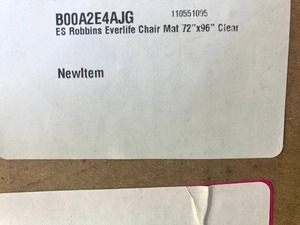 B00A2E4AJG 110551095
ES Robbins Everlife Chair Mat 72"x96" Clear
NewItem